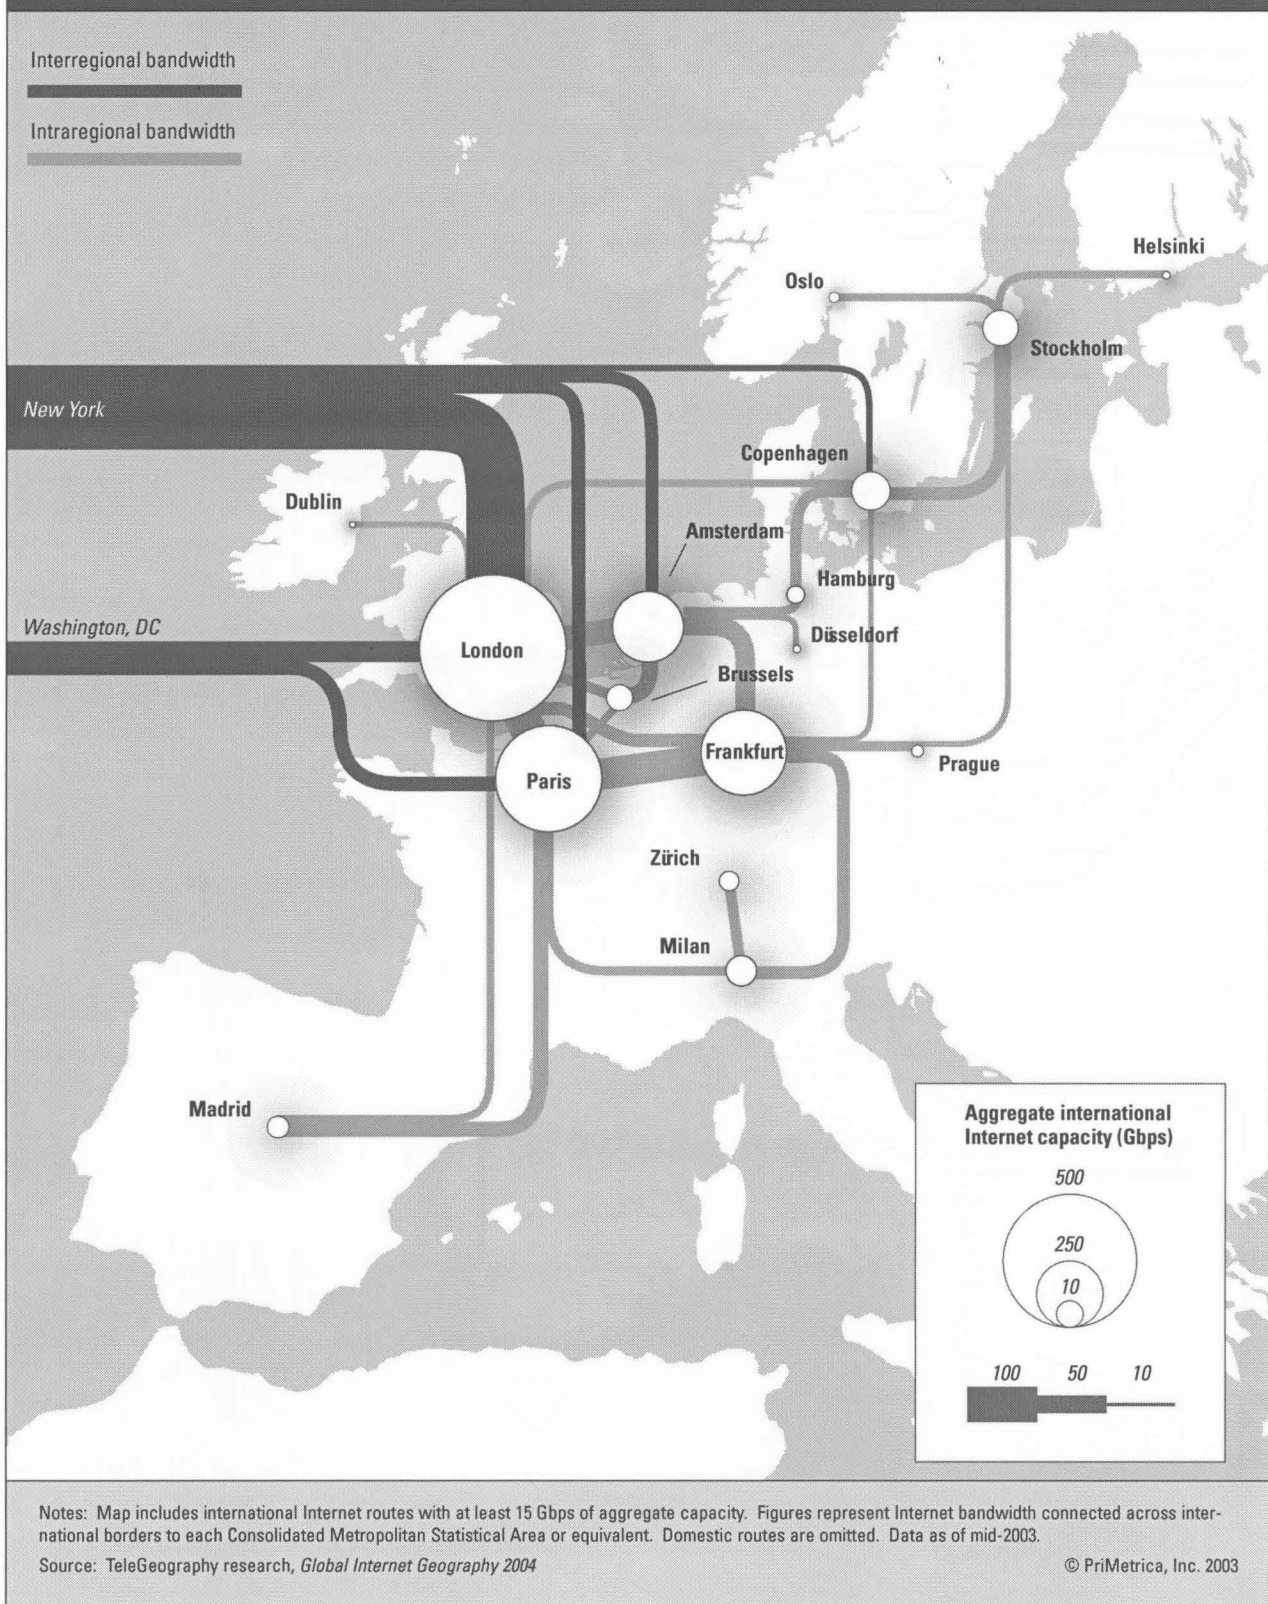 Interregional bandwidth
Intraregional bandwidth
Helsinki
Oslo
Stockholm
New York
Copenhagen
Dublin
Amsterdam
Hamburg
Washington, DC
Düsseldorf
London
Brussels
Frankfurt
Prague
Paris
Zürich
Milan
Madrid
Aggregate international
Internet capacity (Gbps)
500
250
10
100 50 10
Notes: Map includes international Internet routes with at least 15 Gbps of aggregate capacity. Figures represent Internet bandwidth connected across inter-
national borders to each Consolidated Metropolitan Statistical Area or equivalent. Domestic routes are omitted. Data as of mid-2003.
Source: TeleGeography research, Global Internet Geography 2004
© PriMetrica, Inc. 2003